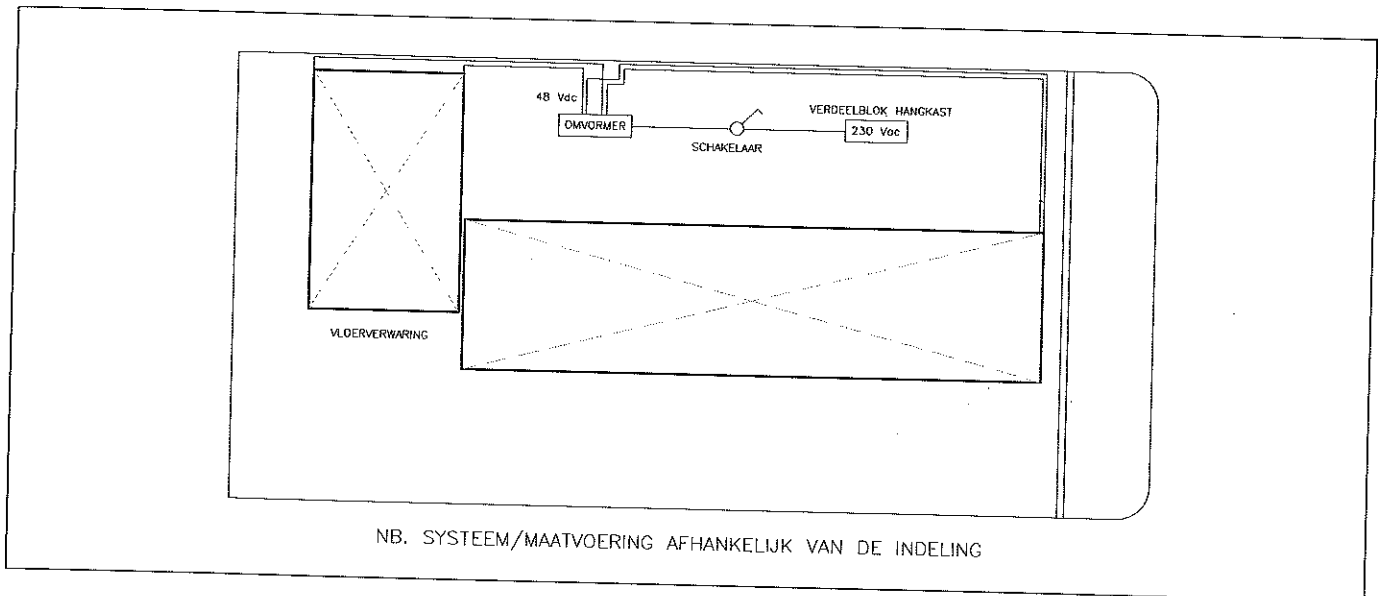 48 Vdc
OMVORMER
SCHAKELAAR
VERDEELBLOK HANGKAST
230 Vac
VLOERVERWARING
NB. SYSTEEM/MAATVOERING AFHANKELIJK VAN DE INDELING